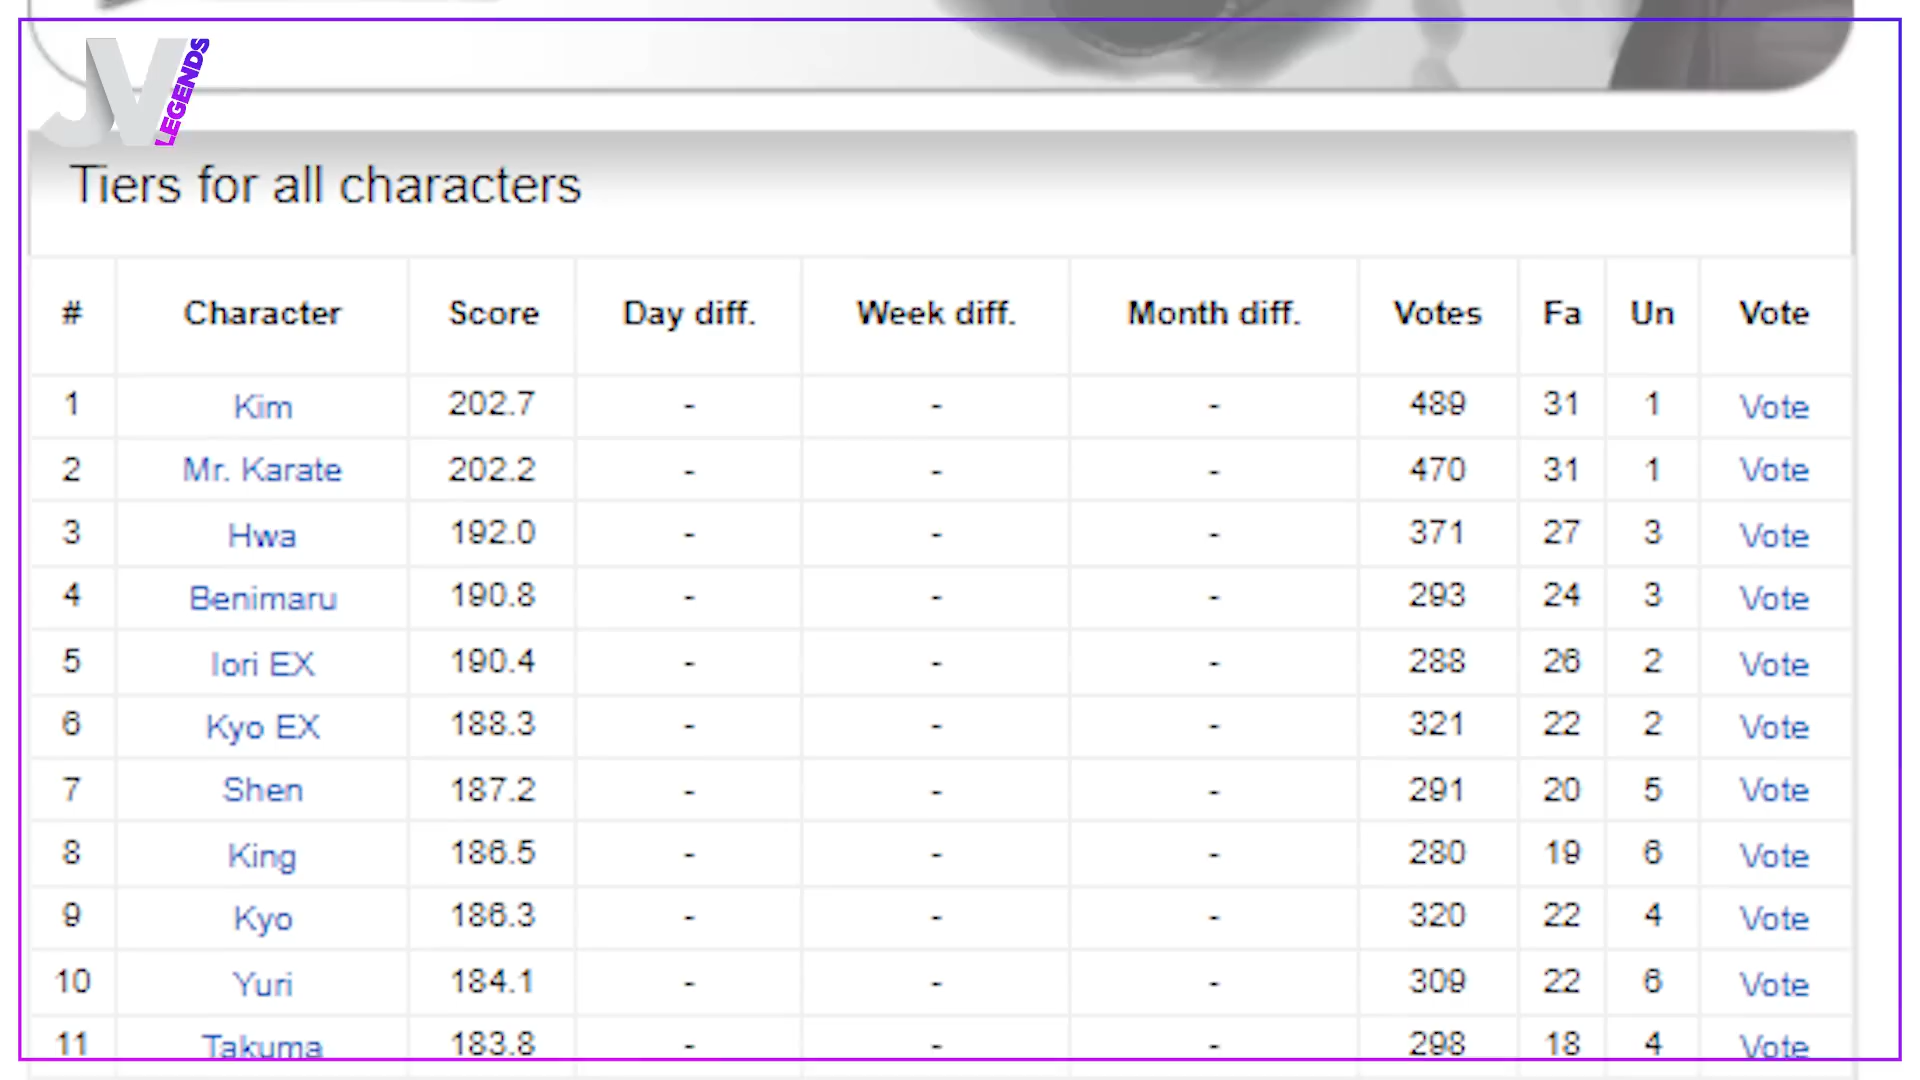 JV LEGENDS
Tiers for all characters
# Character Score Day diff. Week diff. Month diff. Votes Fa Un Vote
1 Kim 202.7 - - - 489 31 1 Vote
2 Mr. Karate 202.2 - - - 470 31 1 Vote
3 Hwa 192.0 - - - 371 27 3 Vote
4 Benimaru 190.8 - - - 293 24 3 Vote
5 Iori EX 190.4 - - - 288 26 2 Vote
6 Kyo EX 188.3 - - - 321 22 2 Vote
7 Shen 187.2 - - - 291 20 5 Vote
8 King 186.5 - - - 280 19 6 Vote
9 Kyo 186.3 - - - 320 22 4 Vote
10 Yuri 184.1 - - - 309 22 6 Vote
11 Takuma 183.8 - - - 298 18 4 Vote